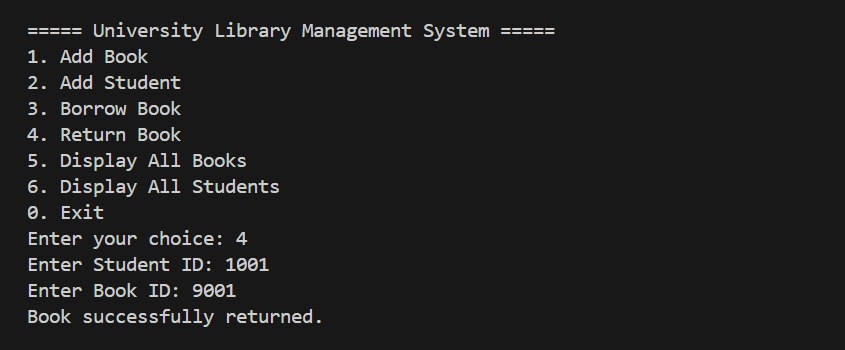 ===== University Library Management System =====
1. Add Book
2. Add Student
3. Borrow Book
4. Return Book
5. Display All Books
6. Display All Students
0. Exit
Enter your choice: 4
Enter Student ID: 1001
Enter Book ID: 9001
Book successfully returned.